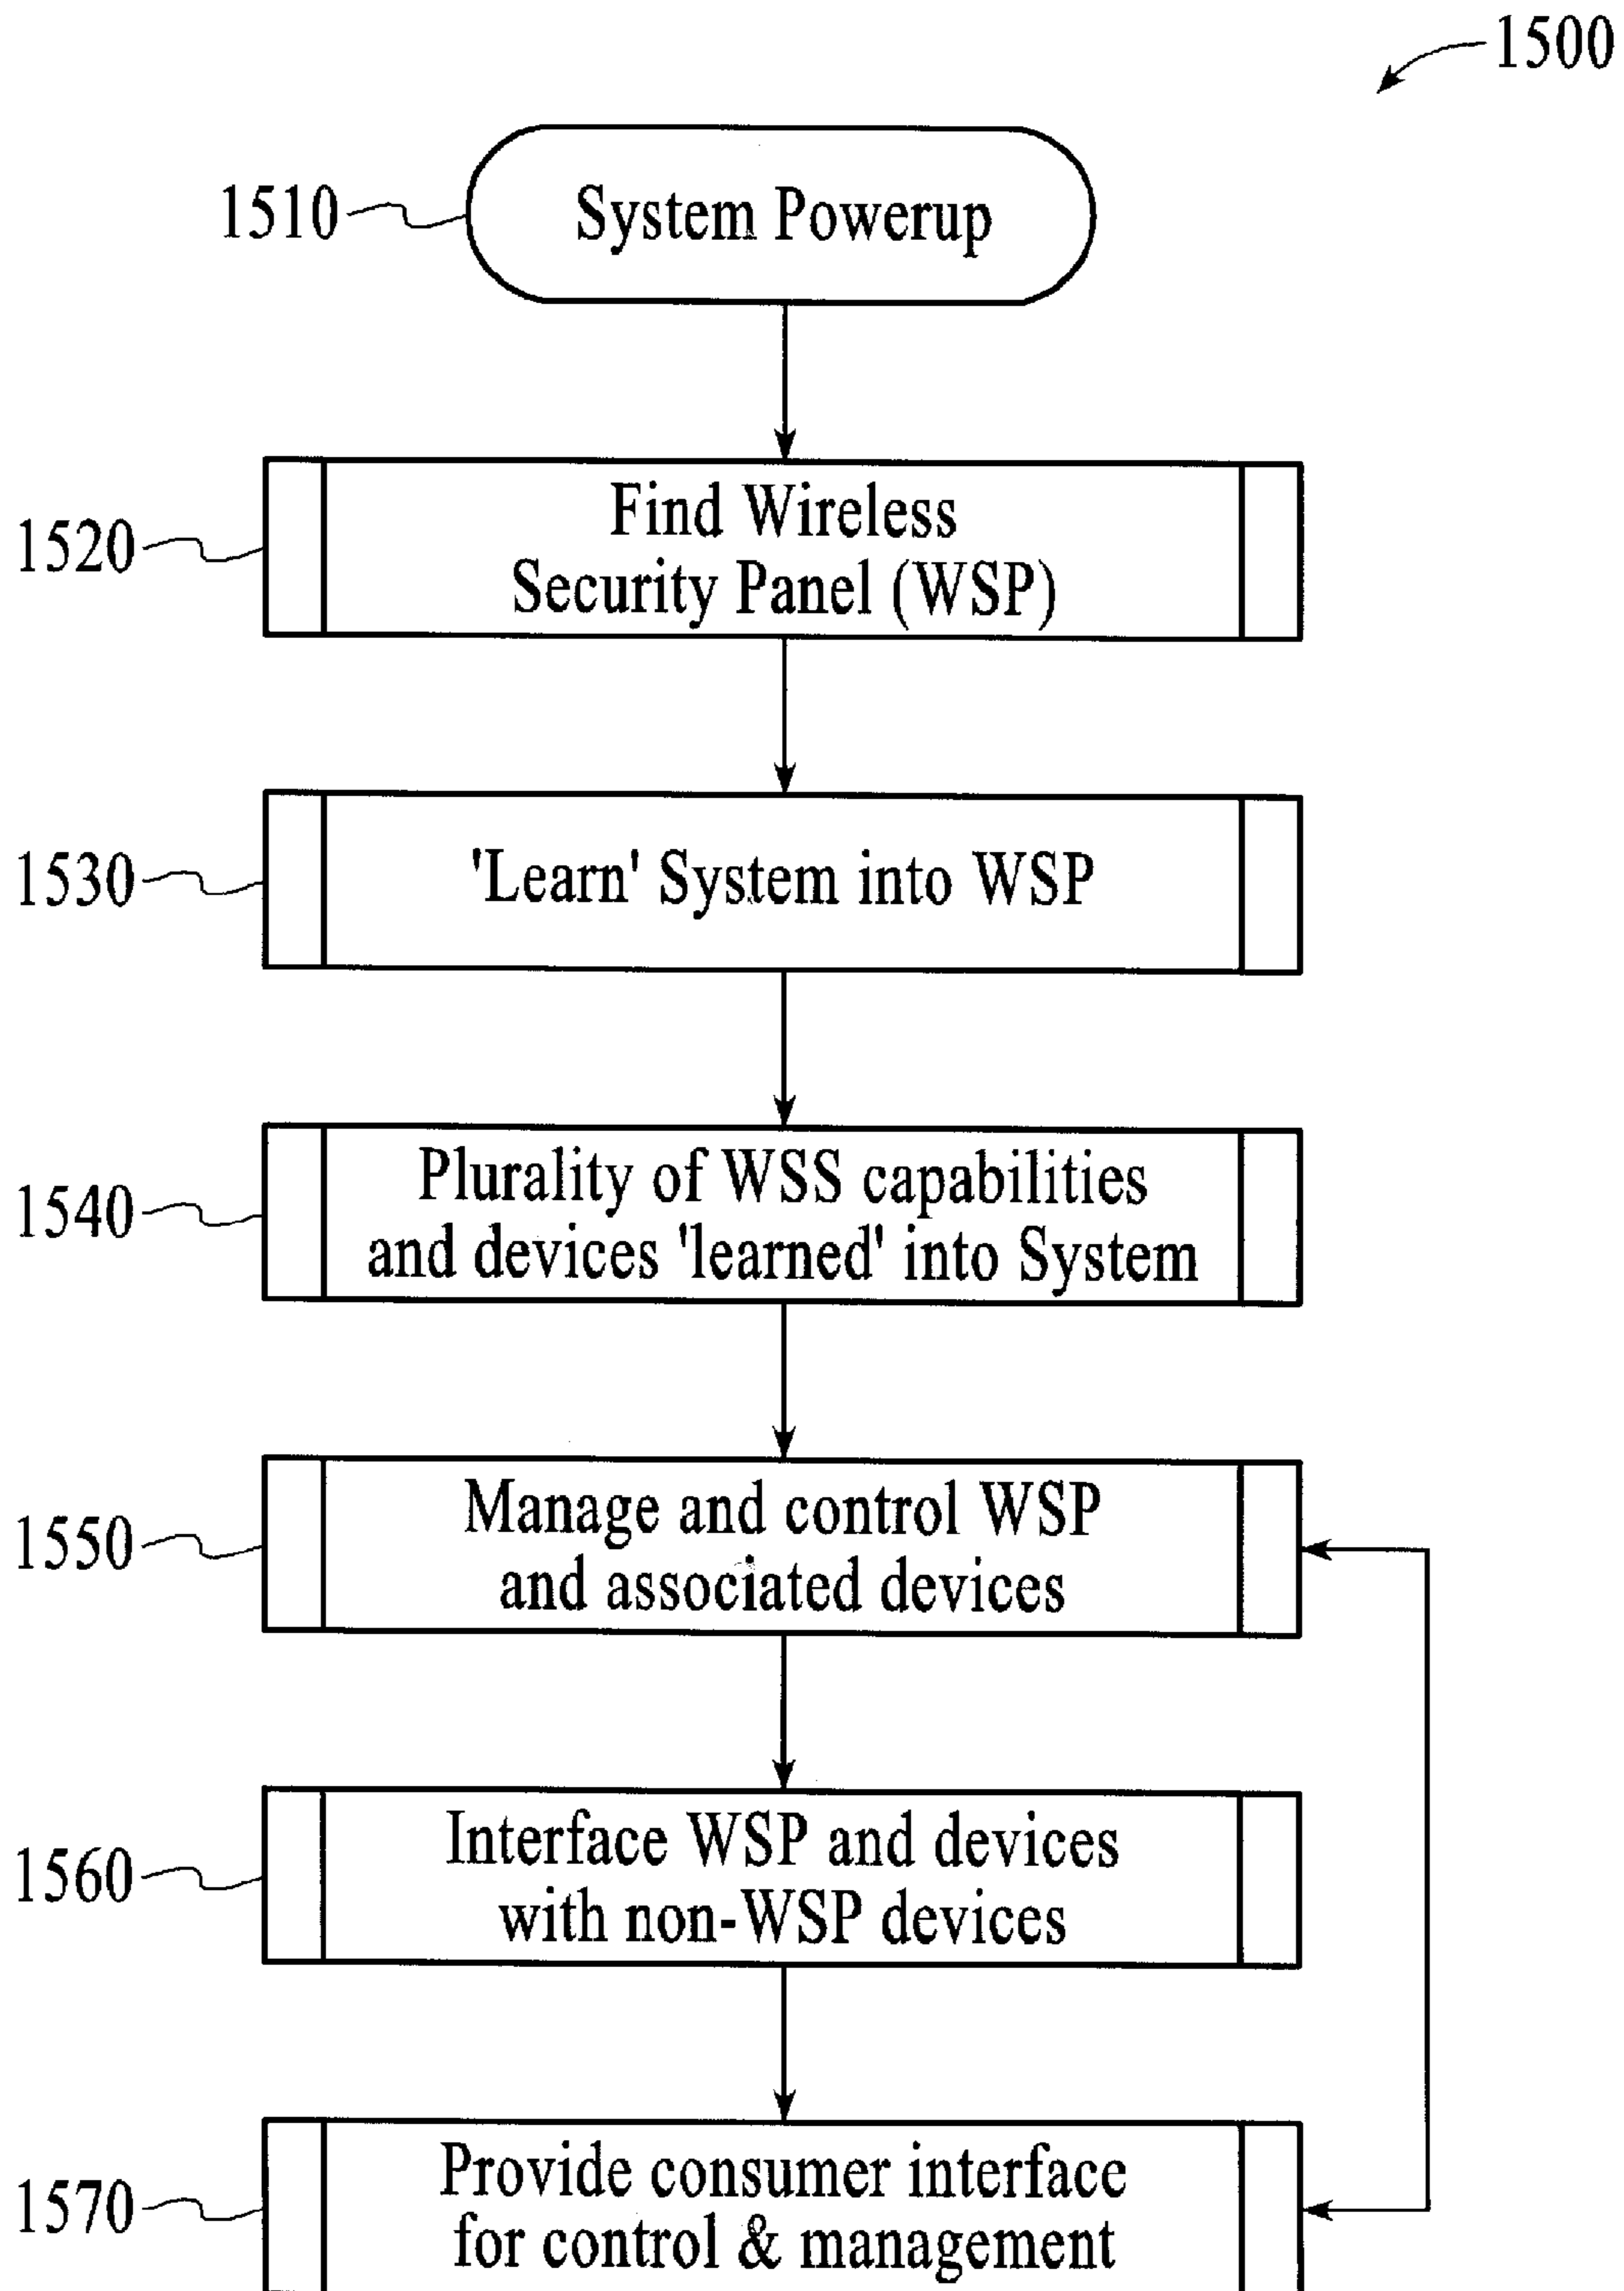 1500
1510
System Powerup
1520
Find Wireless
Security Panel (WSP)
1530
'Learn' System into WSP
1540
Plurality of WSS capabilities
and devices 'learned' into System
1550
Manage and control WSP
and associated devices
1560
Interface WSP and devices
with non-WSP devices
1570
Provide consumer interface
for control & management